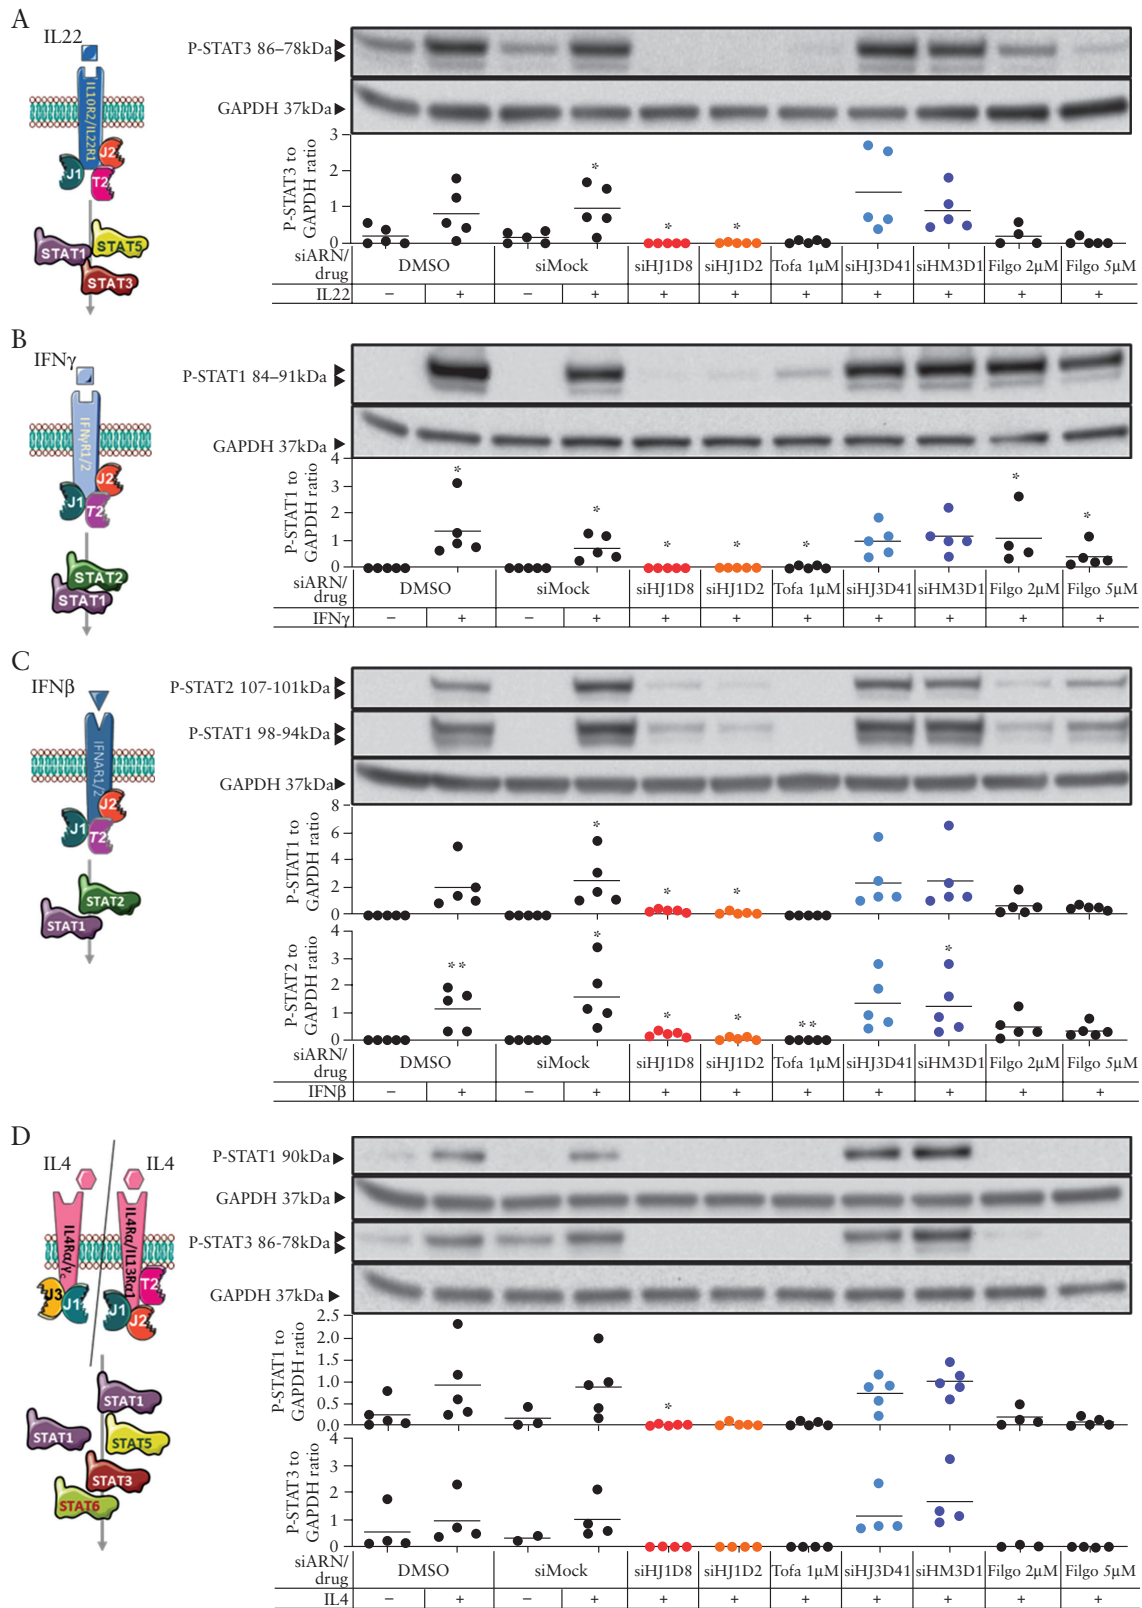 A
IL22
IL10R2/IL22R1
J1
J2
T2
STAT1
STAT5
STAT3
P-STAT3 86–78kDa
GAPDH 37kDa
P-STAT3 to
GAPDH ratio
3
2
1
0
*
*
*
siARN/
drug
DMSO
siMock
siHJ1D8
siHJ1D2
Tofa 1μM
siHJ3D41
siHM3D1
Filgo 2μM
Filgo 5μM
IL22 – + – + + + + + + + +
B
IFNγ
IFNγR1/2
J1
J2
T2
STAT2
STAT1
P-STAT1 84–91kDa
GAPDH 37kDa
P-STAT1 to
GAPDH ratio
4
3
2
1
0
*
*
*
*
*
*
*
siARN/
drug
DMSO
siMock
siHJ1D8
siHJ1D2
Tofa 1μM
siHJ3D41
siHM3D1
Filgo 2μM
Filgo 5μM
IFNγ – + – + + + + + + + +
C
IFNβ
IFNAR1/2
J1
J2
T2
STAT2
STAT1
P-STAT2 107-101kDa
P-STAT1 98-94kDa
GAPDH 37kDa
P-STAT1 to
GAPDH ratio
8
6
4
2
0
*
*
*
P-STAT2 to
GAPDH ratio
4
3
2
1
0
**
*
*
*
**
*
siARN/
drug
DMSO
siMock
siHJ1D8
siHJ1D2
Tofa 1μM
siHJ3D41
siHM3D1
Filgo 2μM
Filgo 5μM
IFNβ – + – + + + + + + + +
D
IL4
IL4
IL4Rα/γc
IL4Rα/IL13Rα1
J3
J1
J1
T2
J2
STAT1
STAT1
STAT5
STAT3
STAT6
P-STAT1 90kDa
GAPDH 37kDa
P-STAT3 86-78kDa
GAPDH 37kDa
P-STAT1 to
GAPDH ratio
2.5
2.0
1.5
1.0
0.5
0.0
*
P-STAT3 to
GAPDH ratio
4
3
2
1
0
siARN/
drug
DMSO
siMock
siHJ1D8
siHJ1D2
Tofa 1μM
siHJ3D41
siHM3D1
Filgo 2μM
Filgo 5μM
IL4 – + – + + + + + + + +